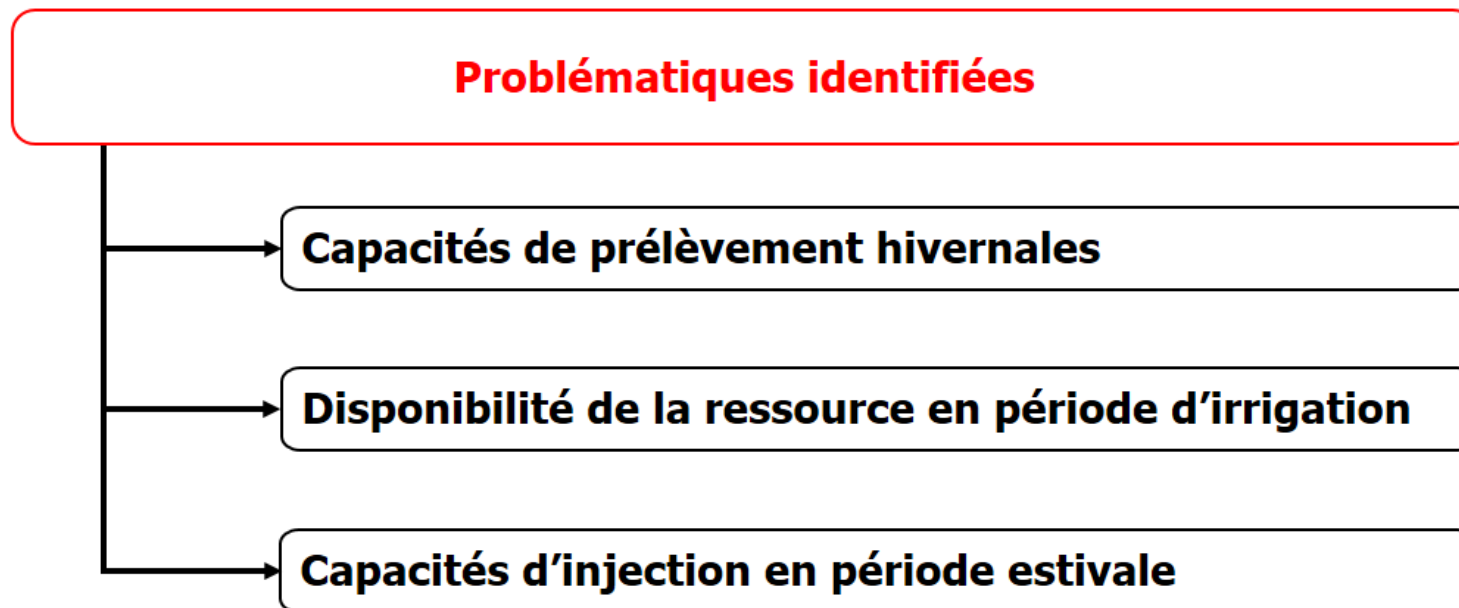 Problématiques identifiées
Capacités de prélèvement hivernales
Disponibilité de la ressource en période d’irrigation
Capacités d’injection en période estivale